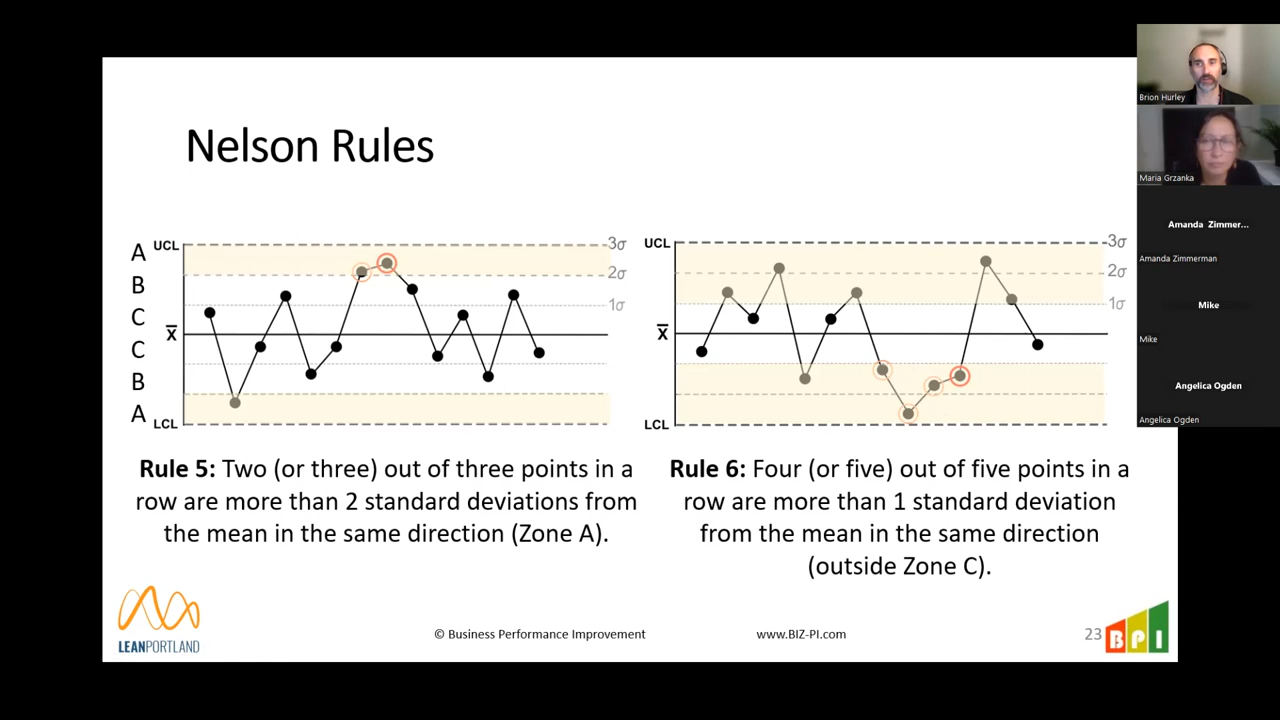 Nelson Rules
A
B
C
C
B
A
UCL
X̅
LCL
3σ
2σ
1σ
UCL
X̅
LCL
3σ
2σ
1σ
Rule 5: Two (or three) out of three points in a
row are more than 2 standard deviations from
the mean in the same direction (Zone A).
Rule 6: Four (or five) out of five points in a
row are more than 1 standard deviation
from the mean in the same direction
(outside Zone C).
LEANPORTLAND
© Business Performance Improvement
www.BIZ-PI.com
23
BPI
Brion Hurley
Maria Grzanka
Amanda Zimmer...
Amanda Zimmerman
Mike
Mike
Angelica Ogden
Angelica Ogden